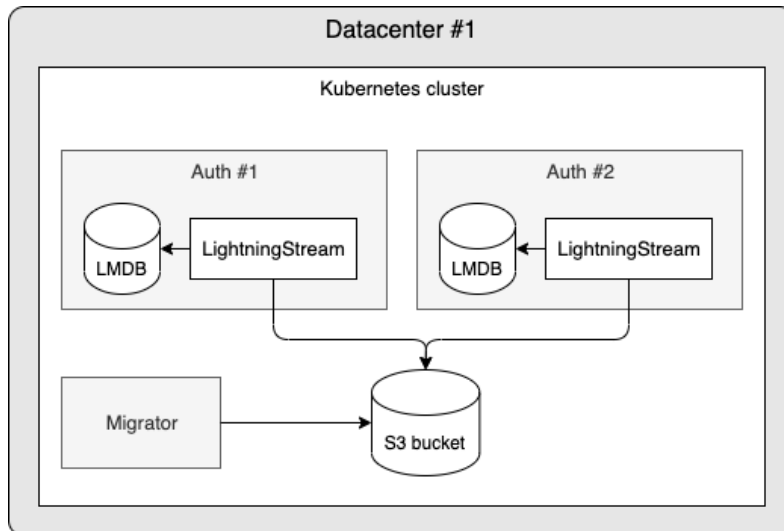 Datacenter #1
Kubernetes cluster
Auth #1
Auth #2
LMDB
LightningStream
LMDB
LightningStream
Migrator
S3 bucket